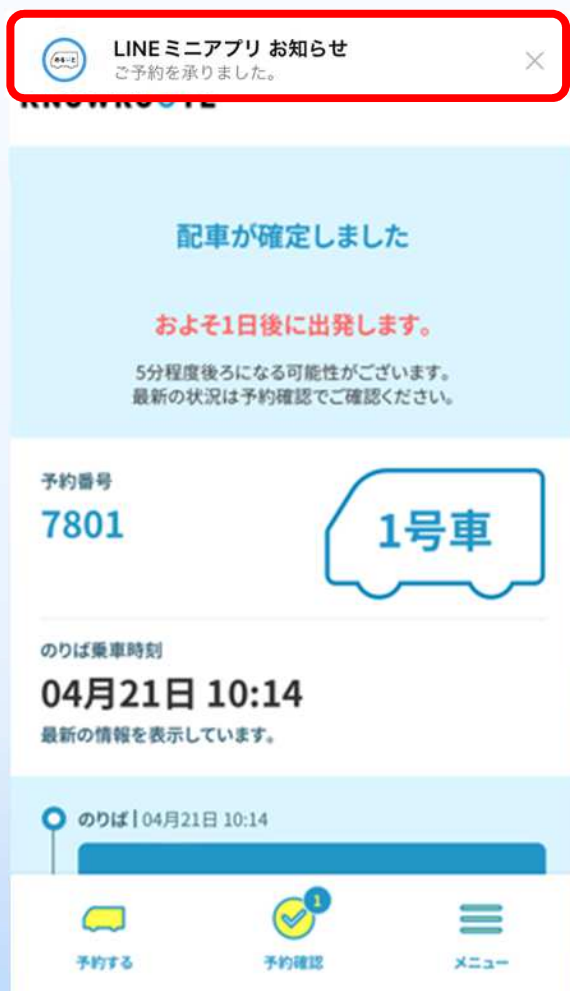 LINEミニアプリ お知らせ
ご予約を承りました。
配車が確定しました
およそ1日後に出発します。
5分程度後ろになる可能性がございます。
最新の状況は予約確認でご確認ください。
予約番号
7801
1号車
のりば乗車時刻
04月21日 10:14
最新の情報を表示しています。
のりば | 04月21日 10:14
1
予約する
予約確認
メニュー